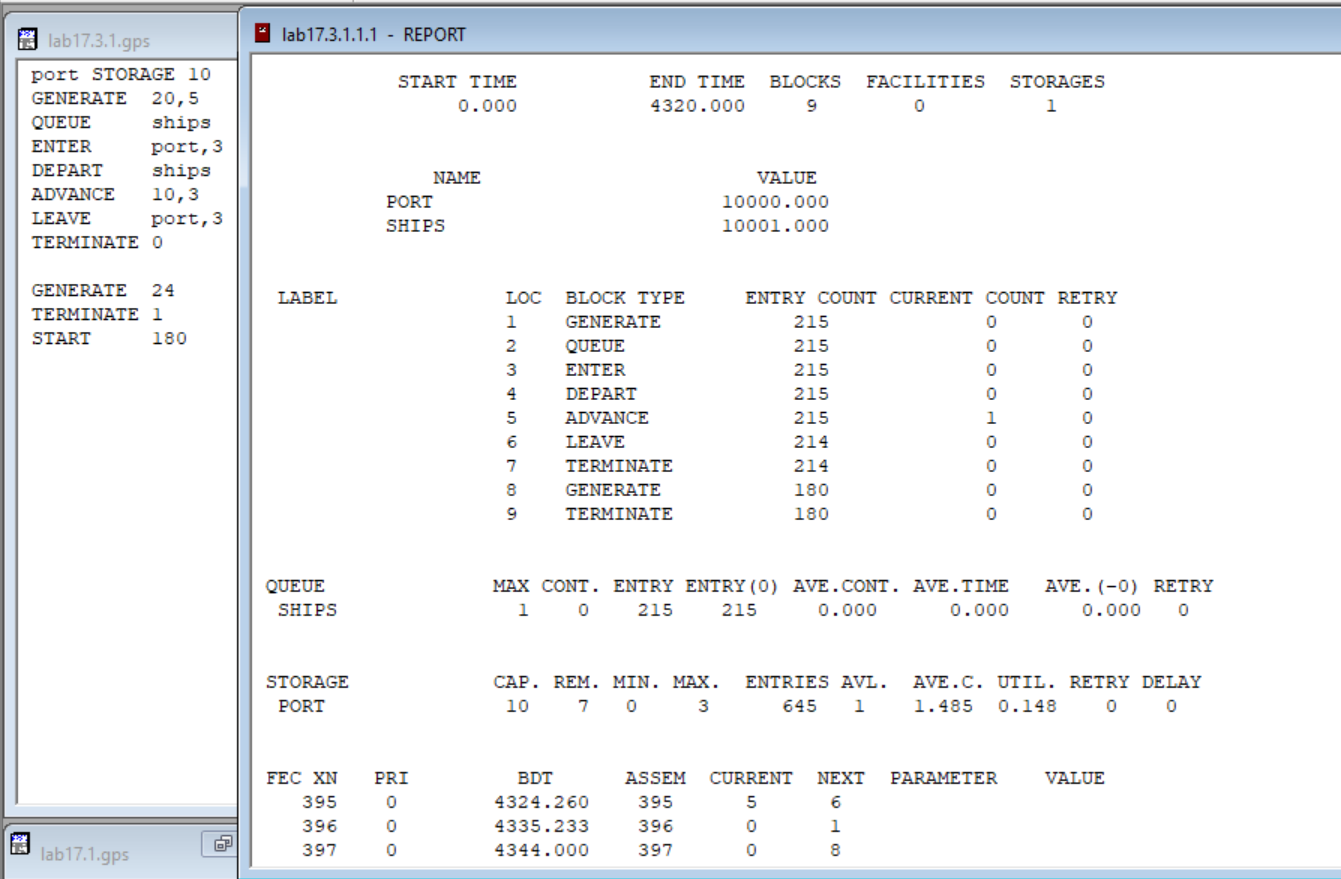 lab17.3.1.gps
port STORAGE 10
GENERATE 20,5
QUEUE ships
ENTER port,3
DEPART ships
ADVANCE 10,3
LEAVE port,3
TERMINATE 0
GENERATE 24
TERMINATE 1
START 180
lab17.1.gps
lab17.3.1.1.1 - REPORT
START TIME END TIME BLOCKS FACILITIES STORAGES
0.000 4320.000 9 0 1
NAME VALUE
PORT 10000.000
SHIPS 10001.000
LABEL LOC BLOCK TYPE ENTRY COUNT CURRENT COUNT RETRY
1 GENERATE 215 0 0
2 QUEUE 215 0 0
3 ENTER 215 0 0
4 DEPART 215 0 0
5 ADVANCE 215 1 0
6 LEAVE 214 0 0
7 TERMINATE 214 0 0
8 GENERATE 180 0 0
9 TERMINATE 180 0 0
QUEUE MAX CONT. ENTRY ENTRY(0) AVE.CONT. AVE.TIME AVE.(-0) RETRY
SHIPS 1 0 215 215 0.000 0.000 0.000 0
STORAGE CAP. REM. MIN. MAX. ENTRIES AVL. AVE.C. UTIL. RETRY DELAY
PORT 10 7 0 3 645 1 1.485 0.148 0 0
FEC XN PRI BDT ASSEM CURRENT NEXT PARAMETER VALUE
395 0 4324.260 395 5 6
396 0 4335.233 396 0 1
397 0 4344.000 397 0 8